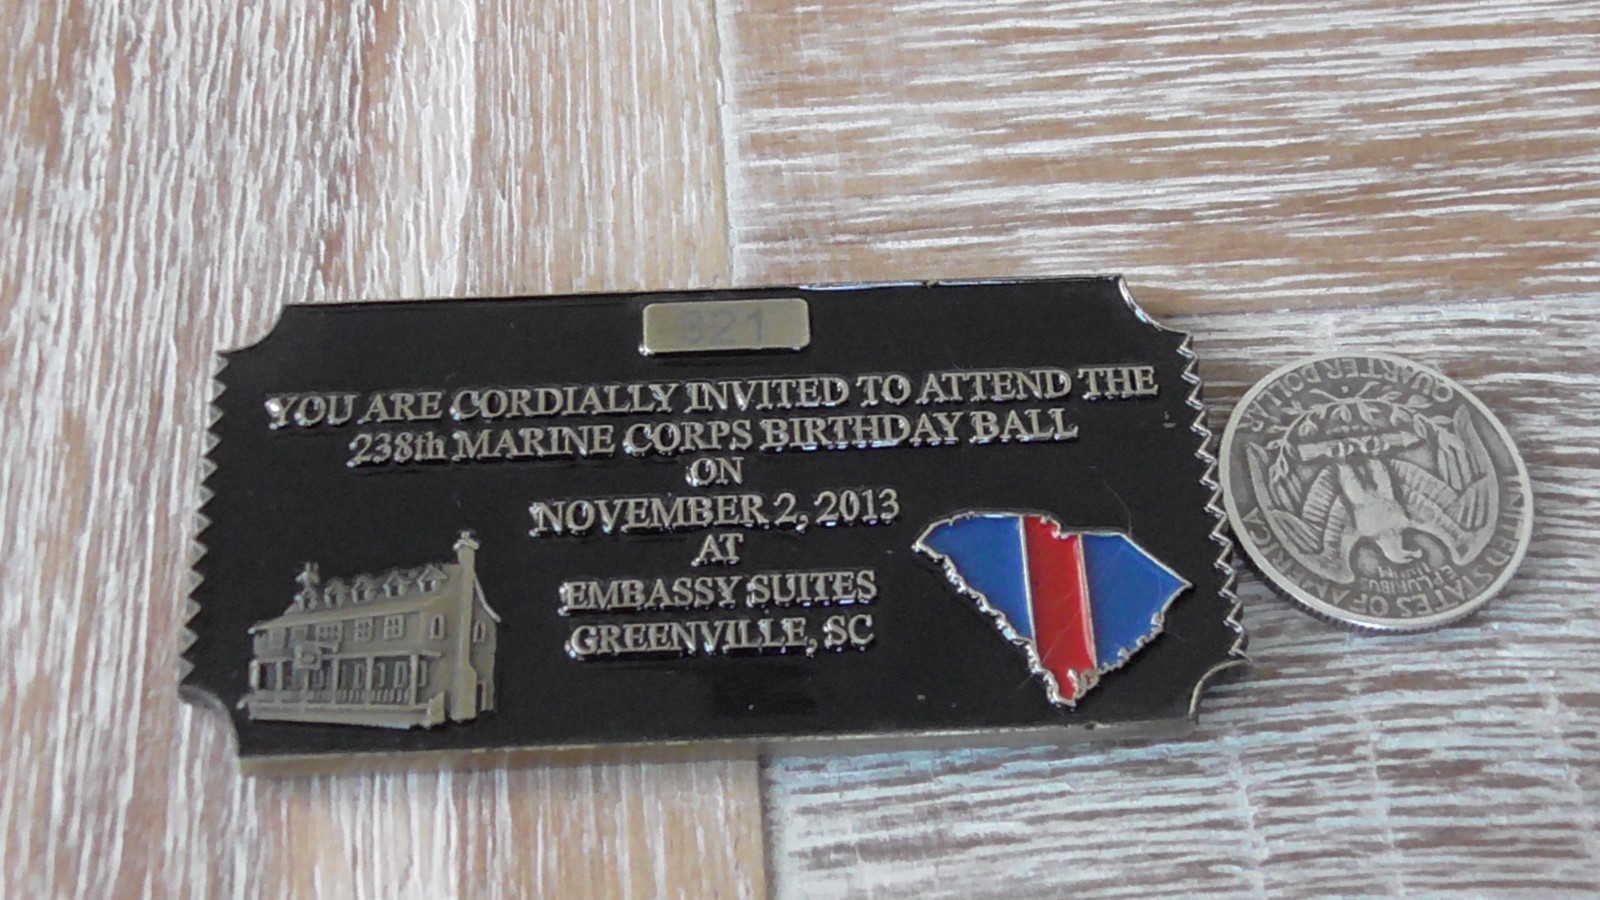 321
YOU ARE CORDIALLY INVITED TO ATTEND THE
238th MARINE CORPS BIRTHDAY BALL
ON
NOVEMBER 2, 2013
AT
EMBASSY SUITES
GREENVILLE, SC
UNITED STATES OF AMERICA
E PLURIBUS
UNUM
QUARTER DOLLAR